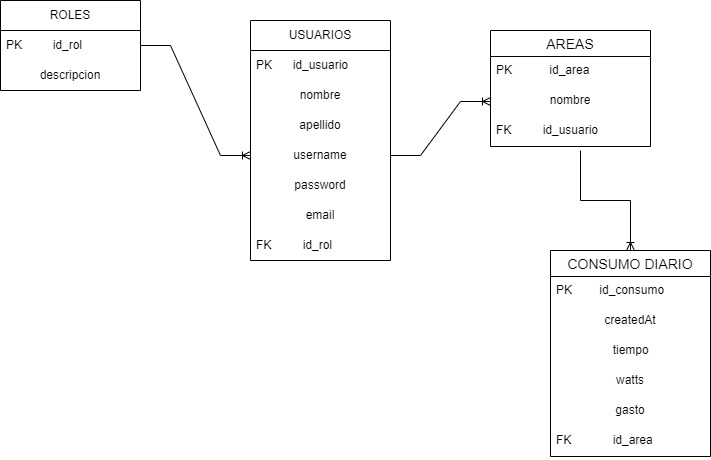 ROLES
PK id_rol
descripcion
USUARIOS
PK id_usuario
nombre
apellido
username
password
email
FK id_rol
AREAS
PK id_area
nombre
FK id_usuario
CONSUMO DIARIO
PK id_consumo
createdAt
tiempo
watts
gasto
FK id_area